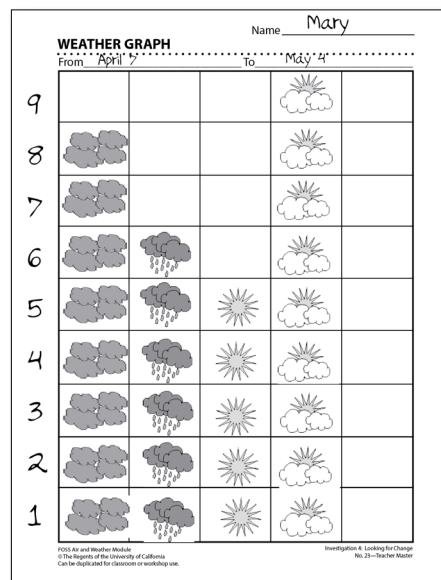 Name Mary
WEATHER GRAPH
From April 7 To May 4
9
8
7
6
5
4
3
2
1
FOSS Air and Weather Module
©The Regents of the University of California
Can be duplicated for classroom or workshop use.
Investigation 4: Looking for Change
No. 23—Teacher Master